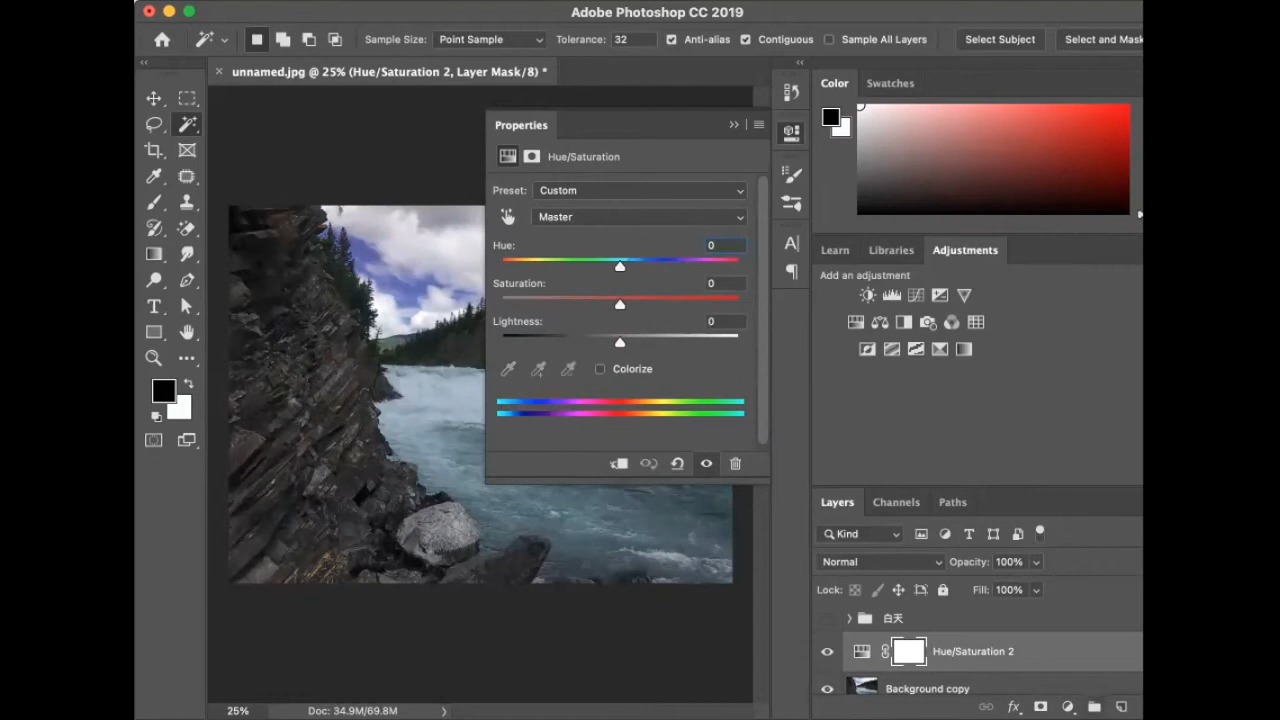 Adobe Photoshop CC 2019
Sample Size: Point Sample Tolerance: 32 Anti-alias Contiguous Sample All Layers Select Subject Select and Mask
unnamed.jpg @ 25% (Hue/Saturation 2, Layer Mask/8) *
Color Swatches
Properties
Hue/Saturation
Preset: Custom
Master
Hue: 0
Saturation: 0
Lightness: 0
Colorize
Learn Libraries Adjustments
Add an adjustment
Layers Channels Paths
Kind
Normal Opacity: 100%
Lock: Fill: 100%
白天
Hue/Saturation 2
Background copy
25% Doc: 34.9M/69.8M